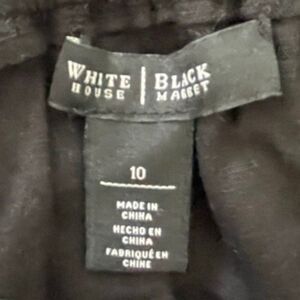 WHITE HOUSE | BLACK MARKET
10
MADE IN
CHINA
HECHO EN
CHINA
FABRIQUÉ EN
CHINE